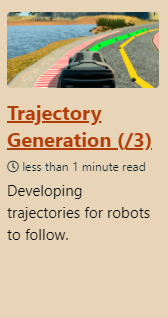 Trajectory
Generation (/3)
less than 1 minute read
Developing
trajectories for robots
to follow.